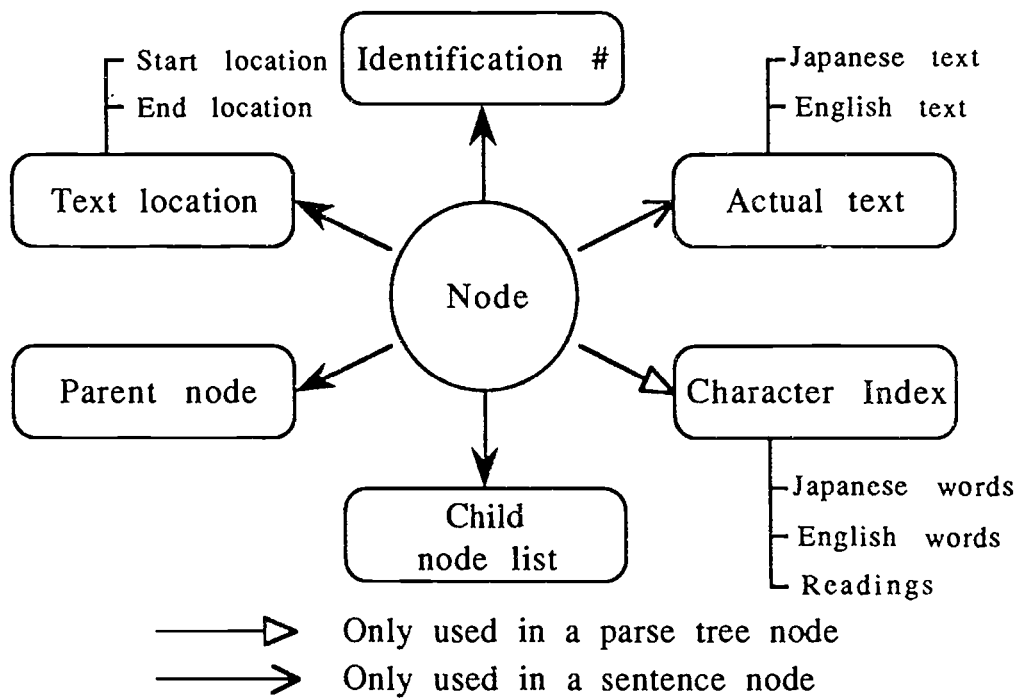 Identification #
Start location
End location
Japanese text
English text
Text location
Actual text
Node
Parent node
Character Index
Child
node list
Japanese words
English words
Readings
Only used in a parse tree node
Only used in a sentence node